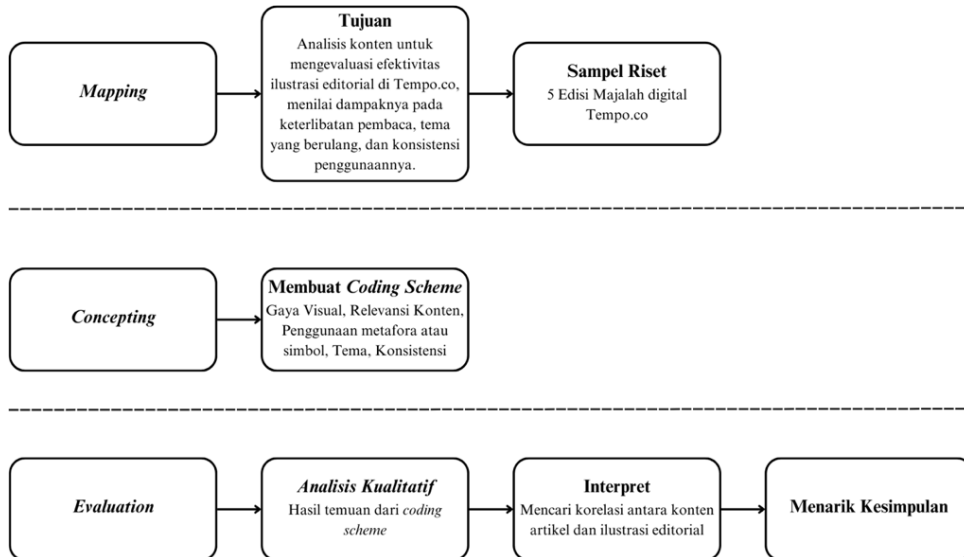 Mapping
Tujuan
Analisis konten untuk
mengevaluasi efektivitas
ilustrasi editorial di Tempo.co,
menilai dampaknya pada
keterlibatan pembaca, tema
yang berulang, dan konsistensi
penggunaannya.
Sampel Riset
5 Edisi Majalah digital
Tempo.co
Concepting
Membuat Coding Scheme
Gaya Visual, Relevansi Konten,
Penggunaan metafora atau
simbol, Tema, Konsistensi
Evaluation
Analisis Kualitatif
Hasil temuan dari coding
scheme
Interpret
Mencari korelasi antara konten
artikel dan ilustrasi editorial
Menarik Kesimpulan